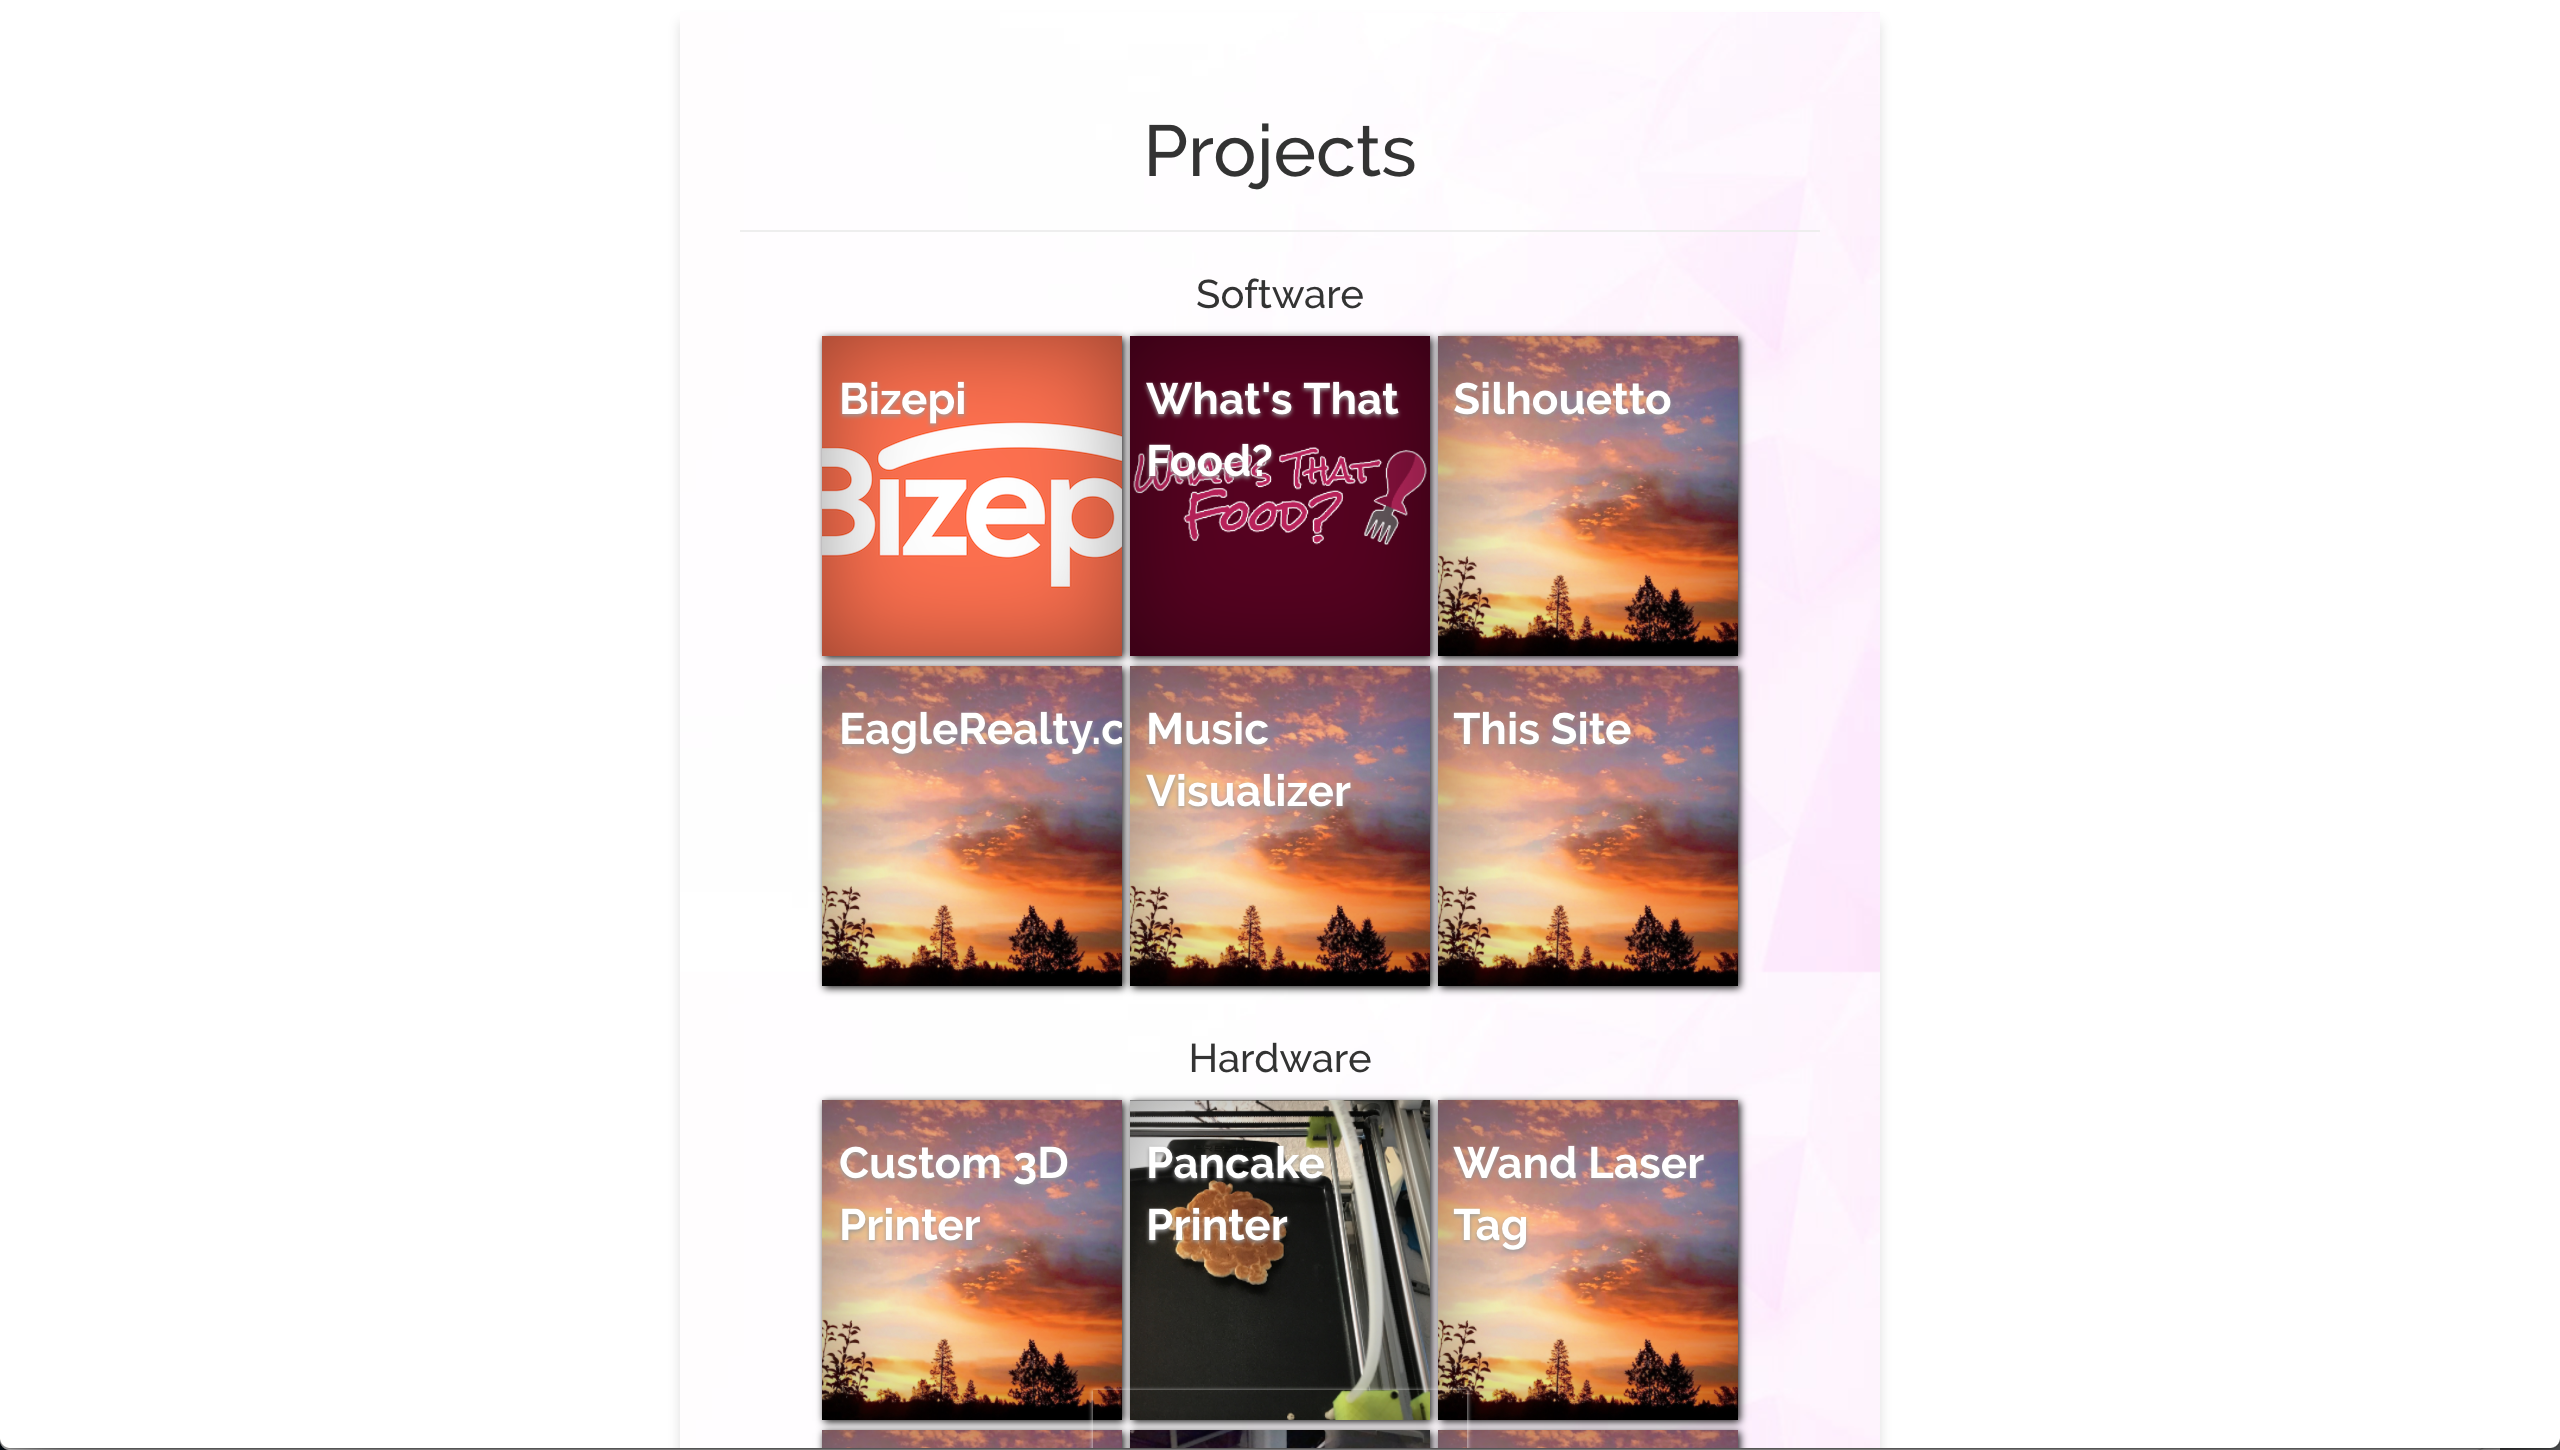 Projects
Software
Bizepi
Bizep
What's That
Food?
What's That
Food?
Silhouetto
EagleRealty.c
Music
Visualizer
This Site
Hardware
Custom 3D
Printer
Pancake
Printer
Wand Laser
Tag